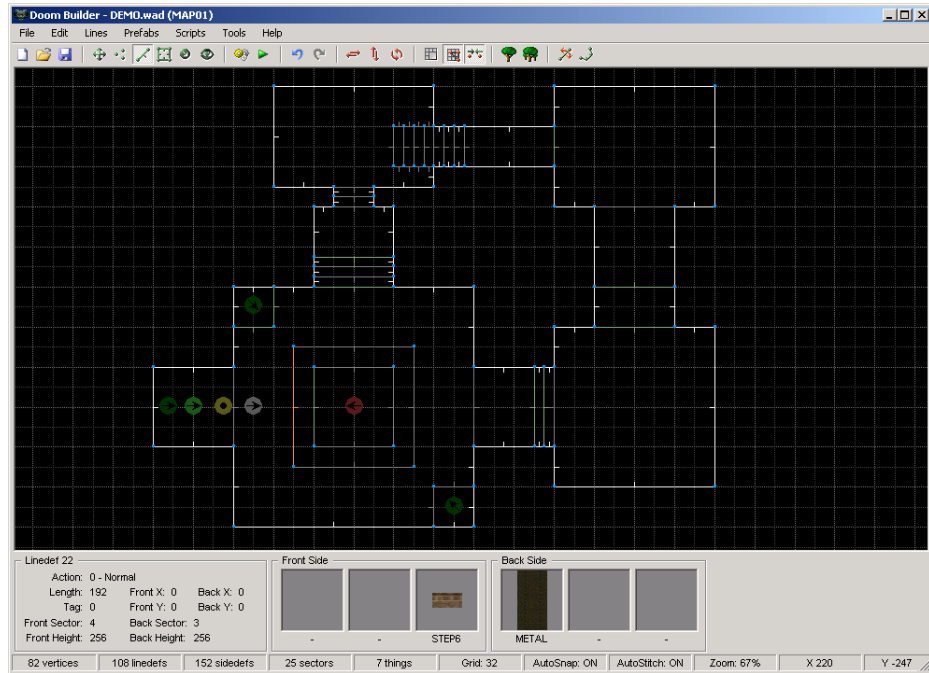 Doom Builder - DEMO.wad (MAP01)
File Edit Lines Prefabs Scripts Tools Help
Linedef 22
Action: 0 - Normal
Length: 192 Front X: 0 Back X: 0
Tag: 0 Front Y: 0 Back Y: 0
Front Sector: 4 Back Sector: 3
Front Height: 256 Back Height: 256
Front Side
- - STEP6
Back Side
METAL - -
82 vertices 108 linedefs 152 sidedefs 25 sectors 7 things Grid: 32 AutoSnap: ON AutoStitch: ON Zoom: 67% X 220 Y -247